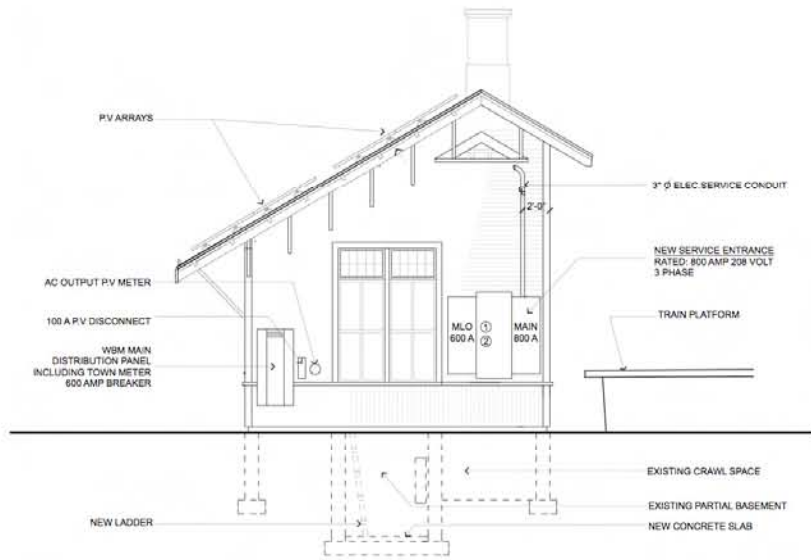 P.V ARRAYS
3" Ø ELEC.SERVICE CONDUIT
2'-0"
NEW SERVICE ENTRANCE
RATED: 800 AMP 208 VOLT
3 PHASE
AC OUTPUT P.V METER
100 A P.V DISCONNECT
WBM MAIN
DISTRIBUTION PANEL
INCLUDING TOWN METER
600 AMP BREAKER
MLO
600 A
1
2
MAIN
800 A
TRAIN PLATFORM
EXISTING CRAWL SPACE
EXISTING PARTIAL BASEMENT
NEW LADDER
NEW CONCRETE SLAB